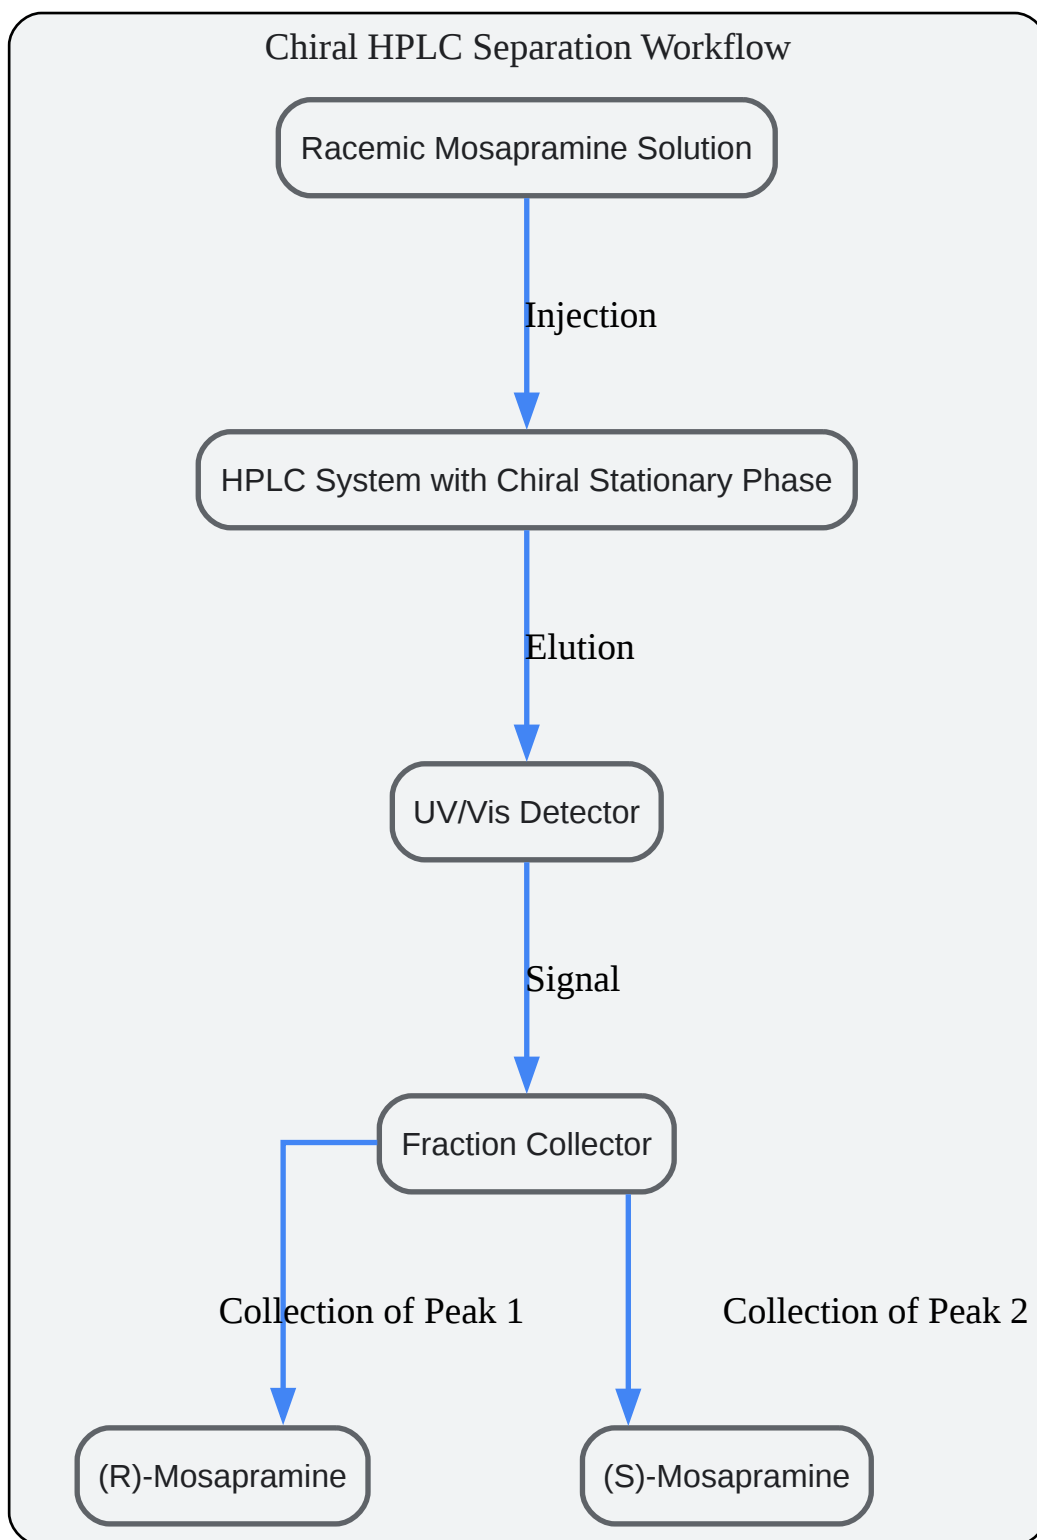 Chiral HPLC Separation Workflow
Racemic Mosapramine Solution
Injection
HPLC System with Chiral Stationary Phase
Elution
UV/Vis Detector
Signal
Fraction Collector
Collection of Peak 1
Collection of Peak 2
(R)-Mosapramine
(S)-Mosapramine